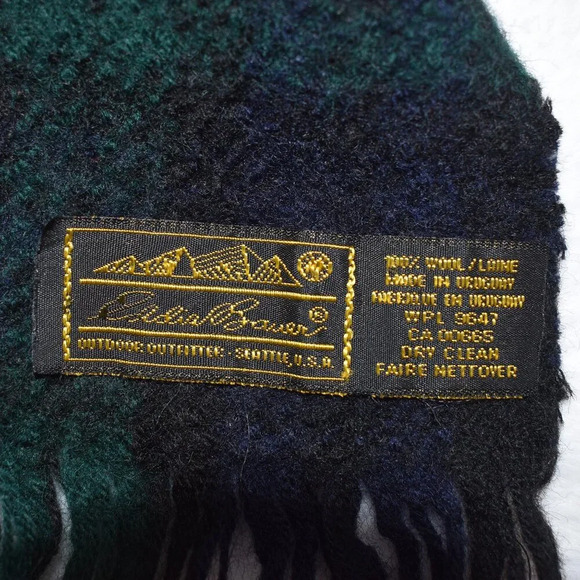 Eddie Bauer®
OUTDOOR OUTFITTER - SEATTLE, U.S.A.
100% WOOL / LAINE
MADE IN URUGUAY
FABRIQUE EN URUGUAY
WPL 9647
CA 00665
DRY CLEAN
FAIRE NETTOYER